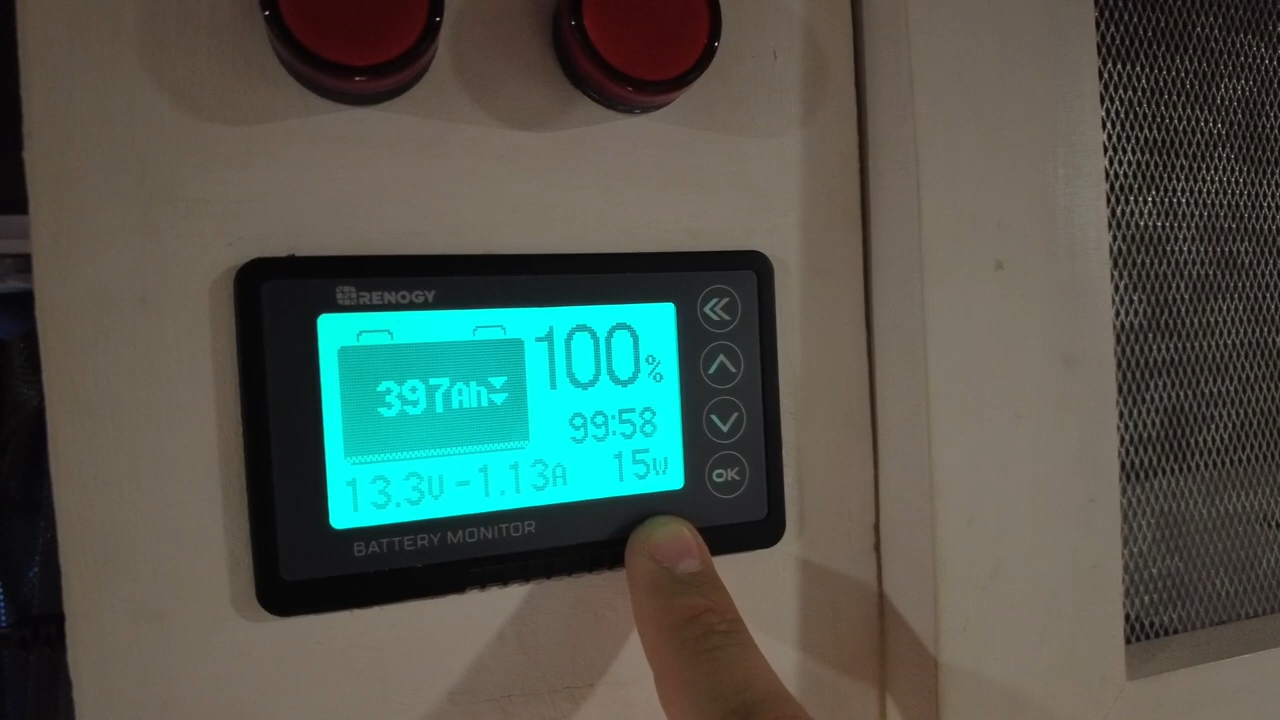 RENOGY
100%
397Ah
99:58
13.3V -1.13A 15W
OK
BATTERY MONITOR